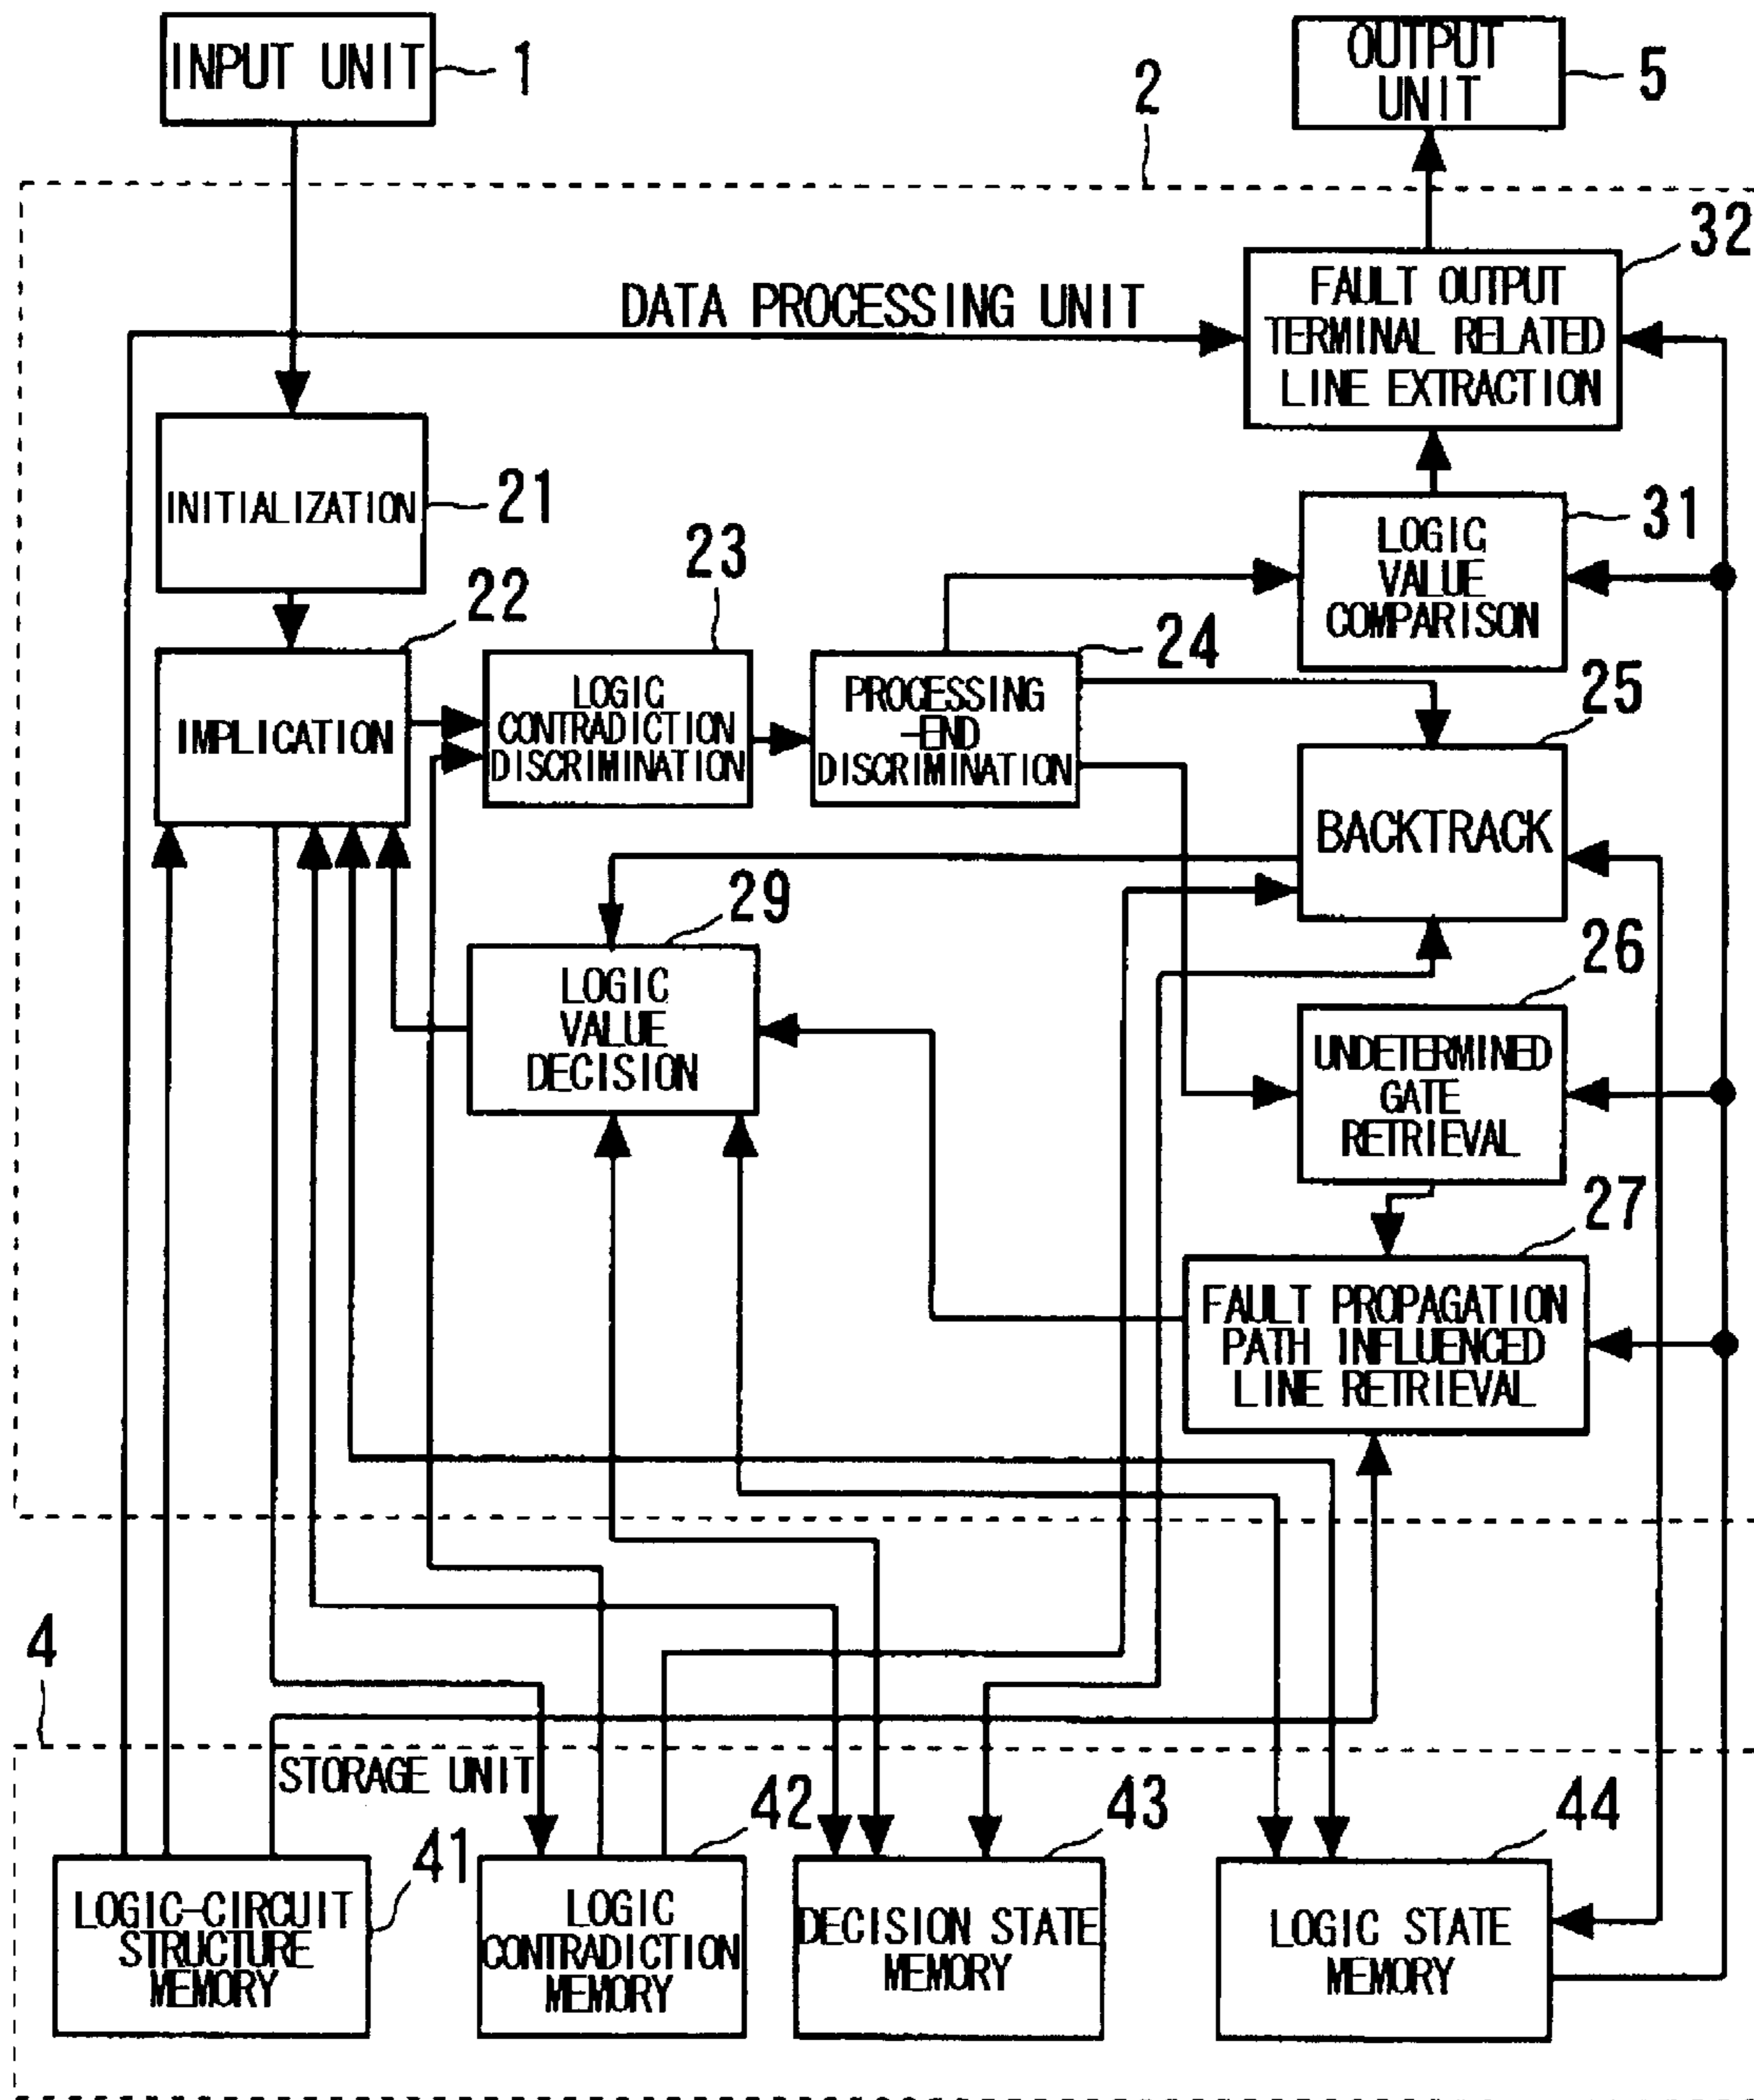 INPUT UNIT
1
OUTPUT
UNIT
5
2
32
DATA PROCESSING UNIT
FAULT OUTPUT
TERMINAL RELATED
LINE EXTRACTION
INITIALIZATION
21
31
LOGIC
VALUE
COMPARISON
22
23
24
IMPLICATION
LOGIC
CONTRADICTION
DISCRIMINATION
PROCESSING
-END
DISCRIMINATION
25
BACKTRACK
29
LOGIC
VALUE
DECISION
26
UNDETERMINED
GATE
RETRIEVAL
27
FAULT PROPAGATION
PATH INFLUENCED
LINE RETRIEVAL
4
STORAGE UNIT
41
42
43
44
LOGIC-CIRCUIT
STRUCTURE
MEMORY
LOGIC
CONTRADICTION
MEMORY
DECISION STATE
MEMORY
LOGIC STATE
MEMORY